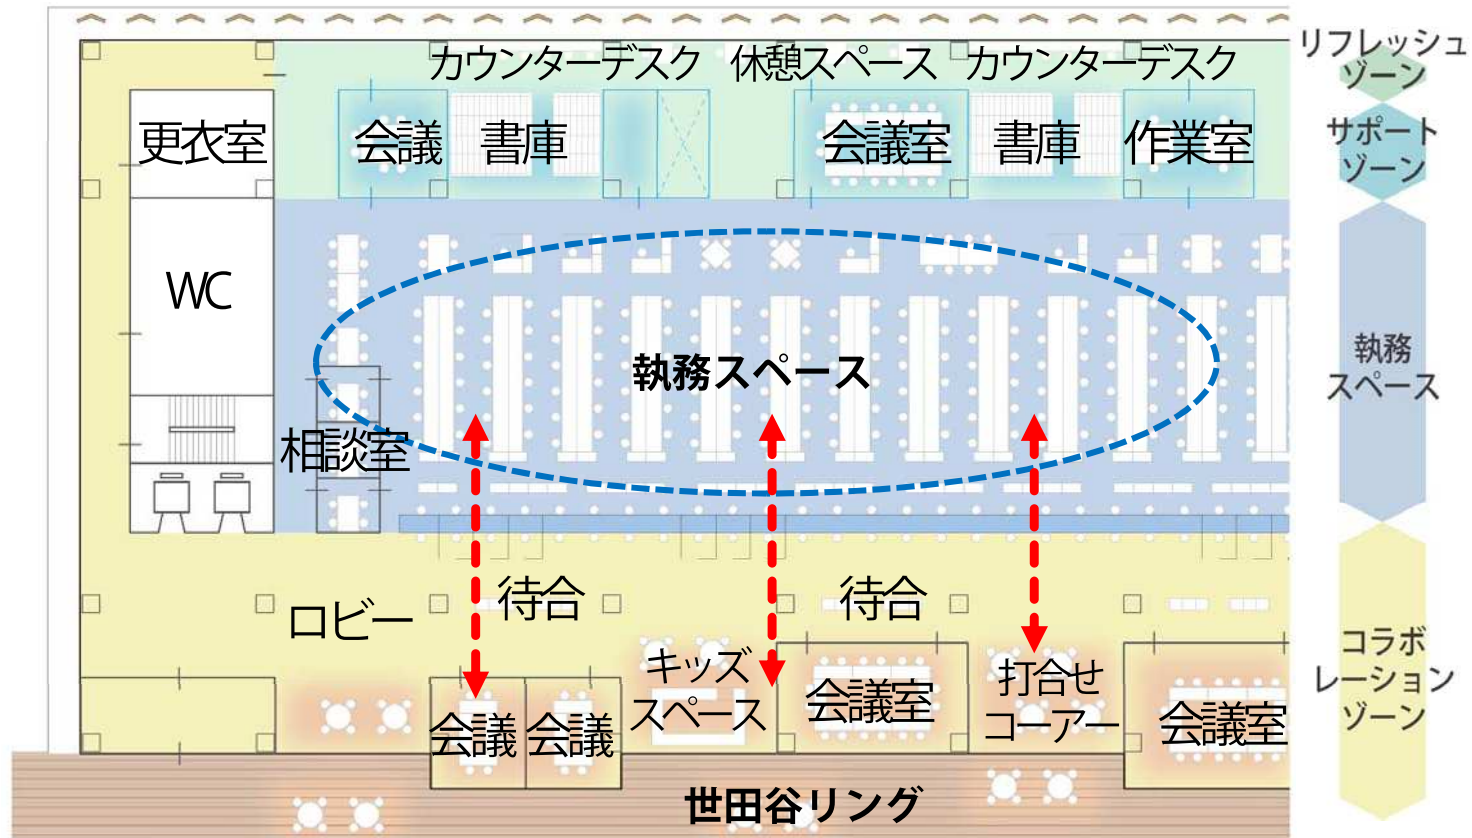 カウンターデスク 休憩スペース カウンターデスク
リフレッシュ
ゾーン
更衣室 会議 書庫 会議室 書庫 作業室
サポート
ゾーン
WC
執務スペース
執務
スペース
相談室
ロビー 待合 待合
キッズ
スペース
会議 会議 会議室
打合せ
コーアー
会議室
コラボ
レーション
ゾーン
世田谷リング